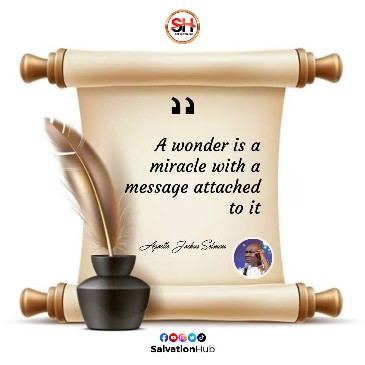 SH
"
A wonder is a
miracle with a
message attached
to it
Apostle Joshua Selman
SalvationHub